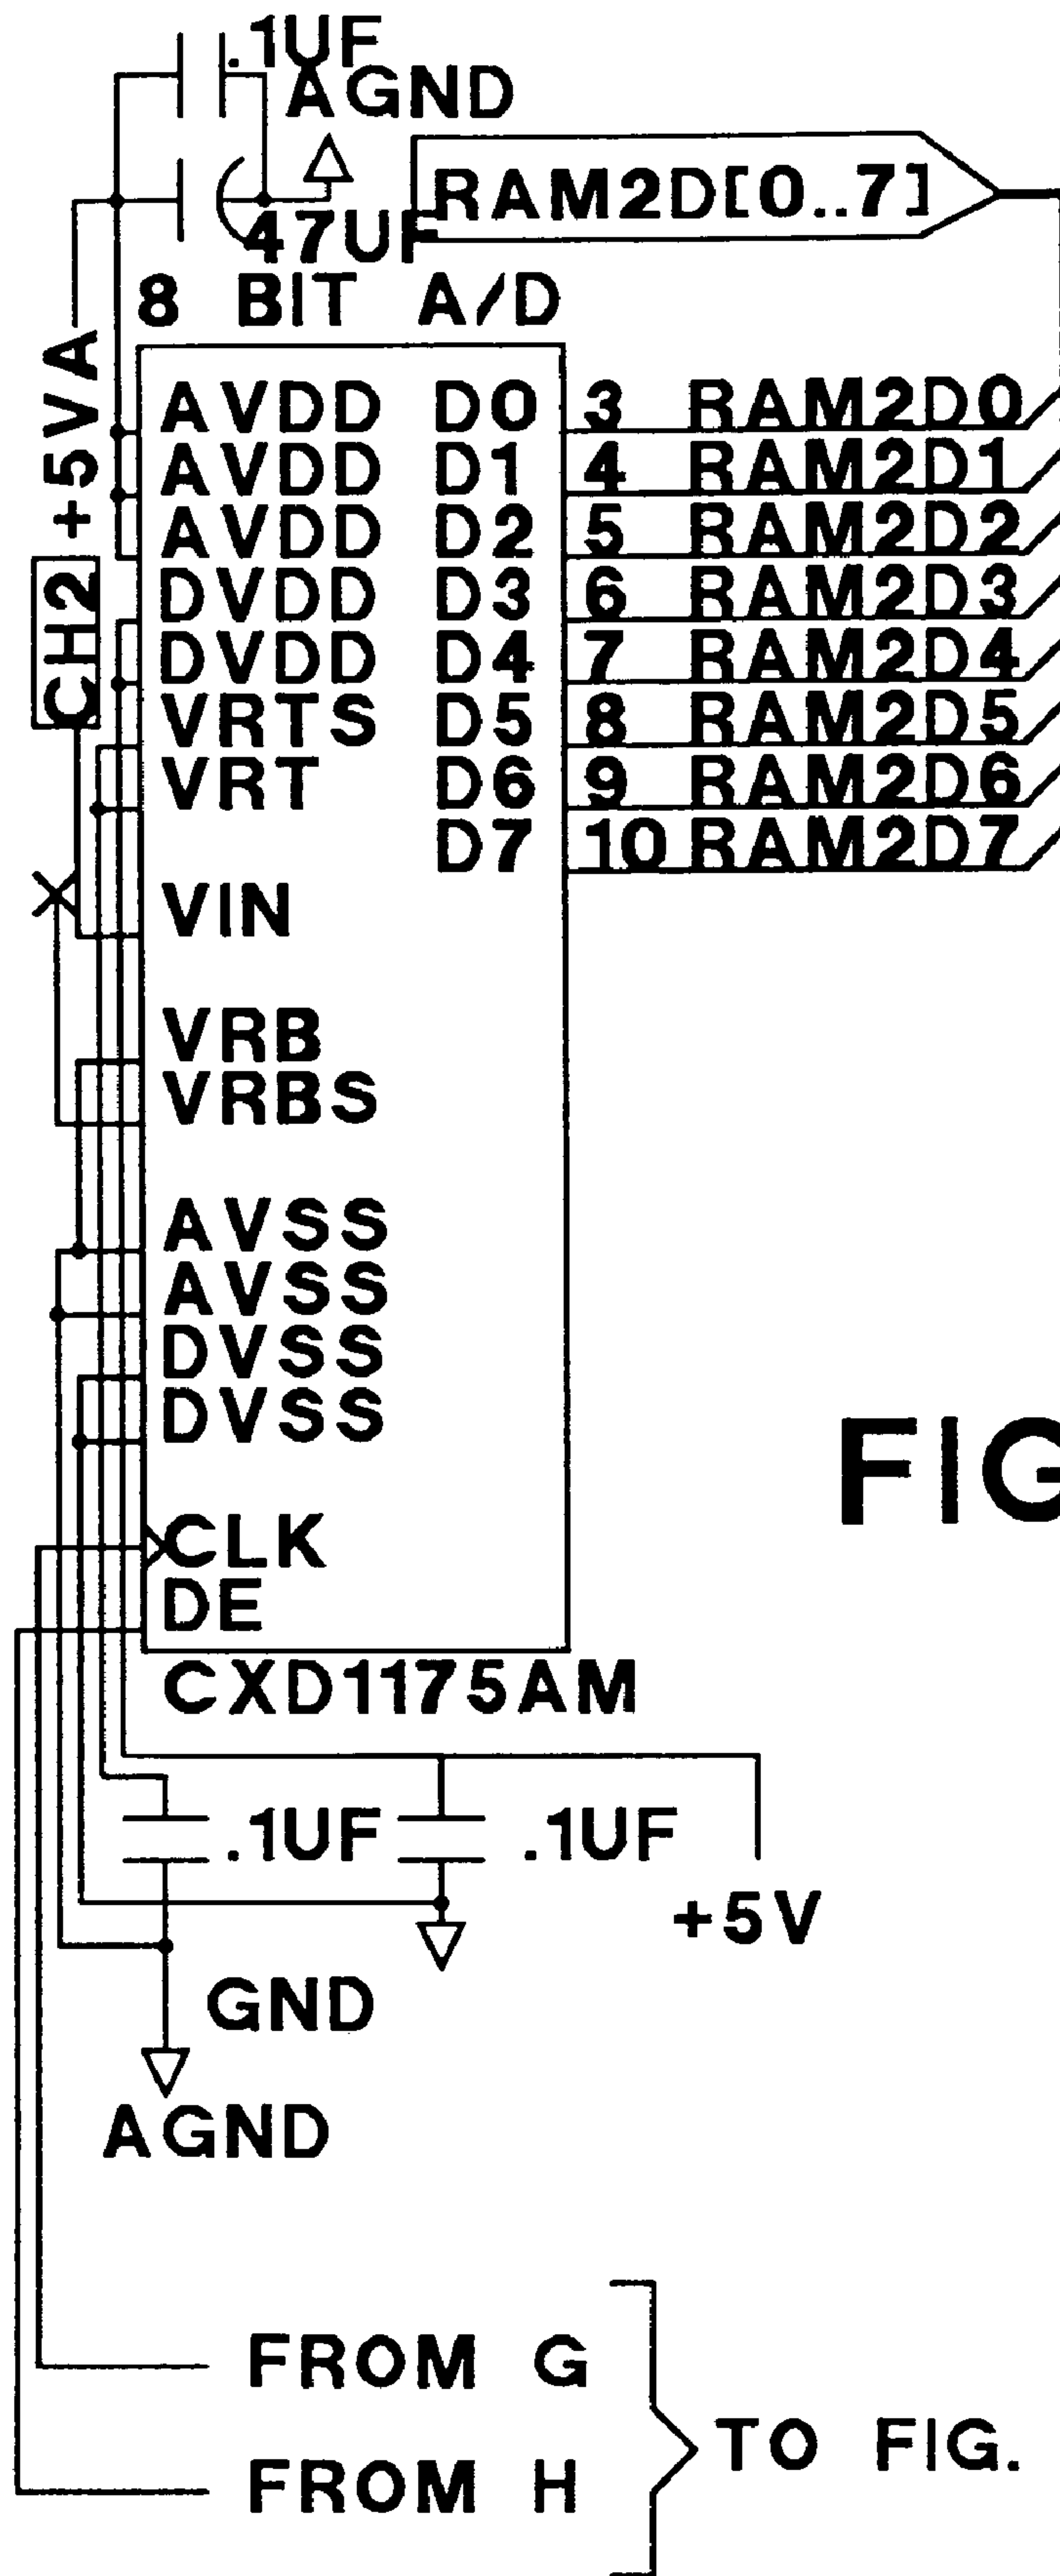 .1UF
AGND
RAM2D[0..7]
47UF
8 BIT A/D
+5VA
CH2
AVDD D0 3 RAM2D0
AVDD D1 4 RAM2D1
AVDD D2 5 RAM2D2
DVDD D3 6 RAM2D3
DVDD D4 7 RAM2D4
VRTS D5 8 RAM2D5
VRT D6 9 RAM2D6
D7 10 RAM2D7
VIN
VRB
VRBS
AVSS
AVSS
DVSS
DVSS
FIG
CLK
DE
CXD1175AM
.1UF .1UF
+5V
GND
AGND
FROM G
TO FIG.
FROM H